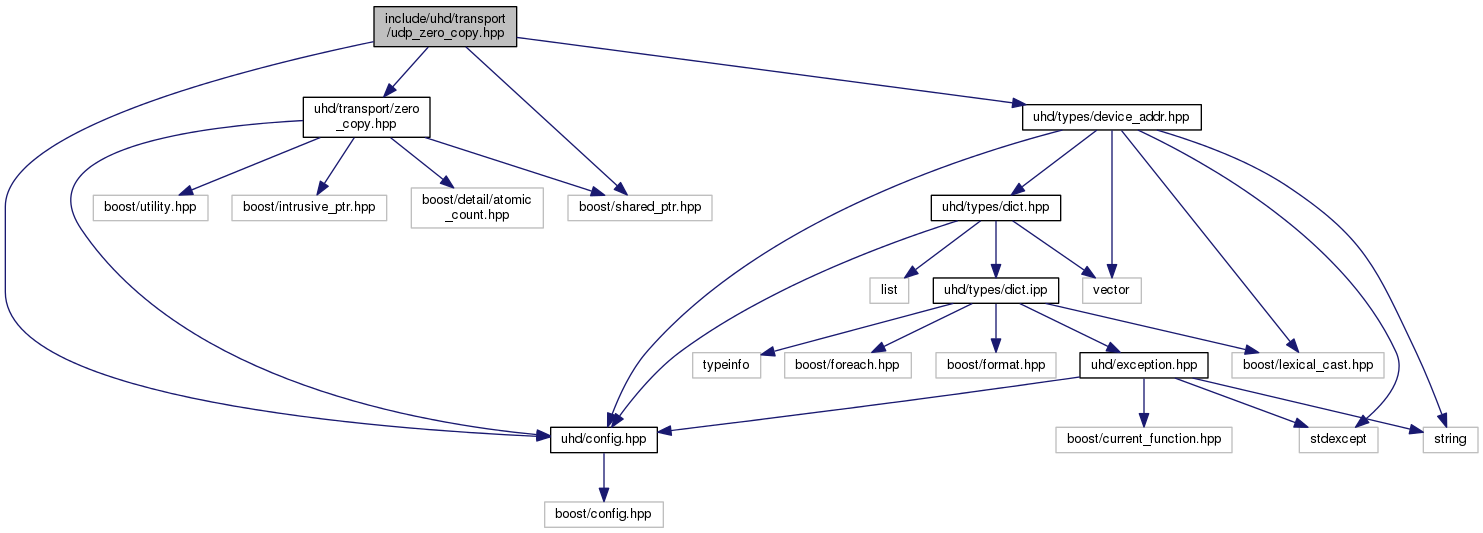 include/uhd/transport
/udp_zero_copy.hpp
uhd/transport/zero
_copy.hpp
uhd/types/device_addr.hpp
boost/utility.hpp
boost/intrusive_ptr.hpp
boost/detail/atomic
_count.hpp
boost/shared_ptr.hpp
uhd/types/dict.hpp
list
uhd/types/dict.ipp
vector
typeinfo
boost/foreach.hpp
boost/format.hpp
uhd/exception.hpp
boost/lexical_cast.hpp
uhd/config.hpp
boost/current_function.hpp
stdexcept
string
boost/config.hpp